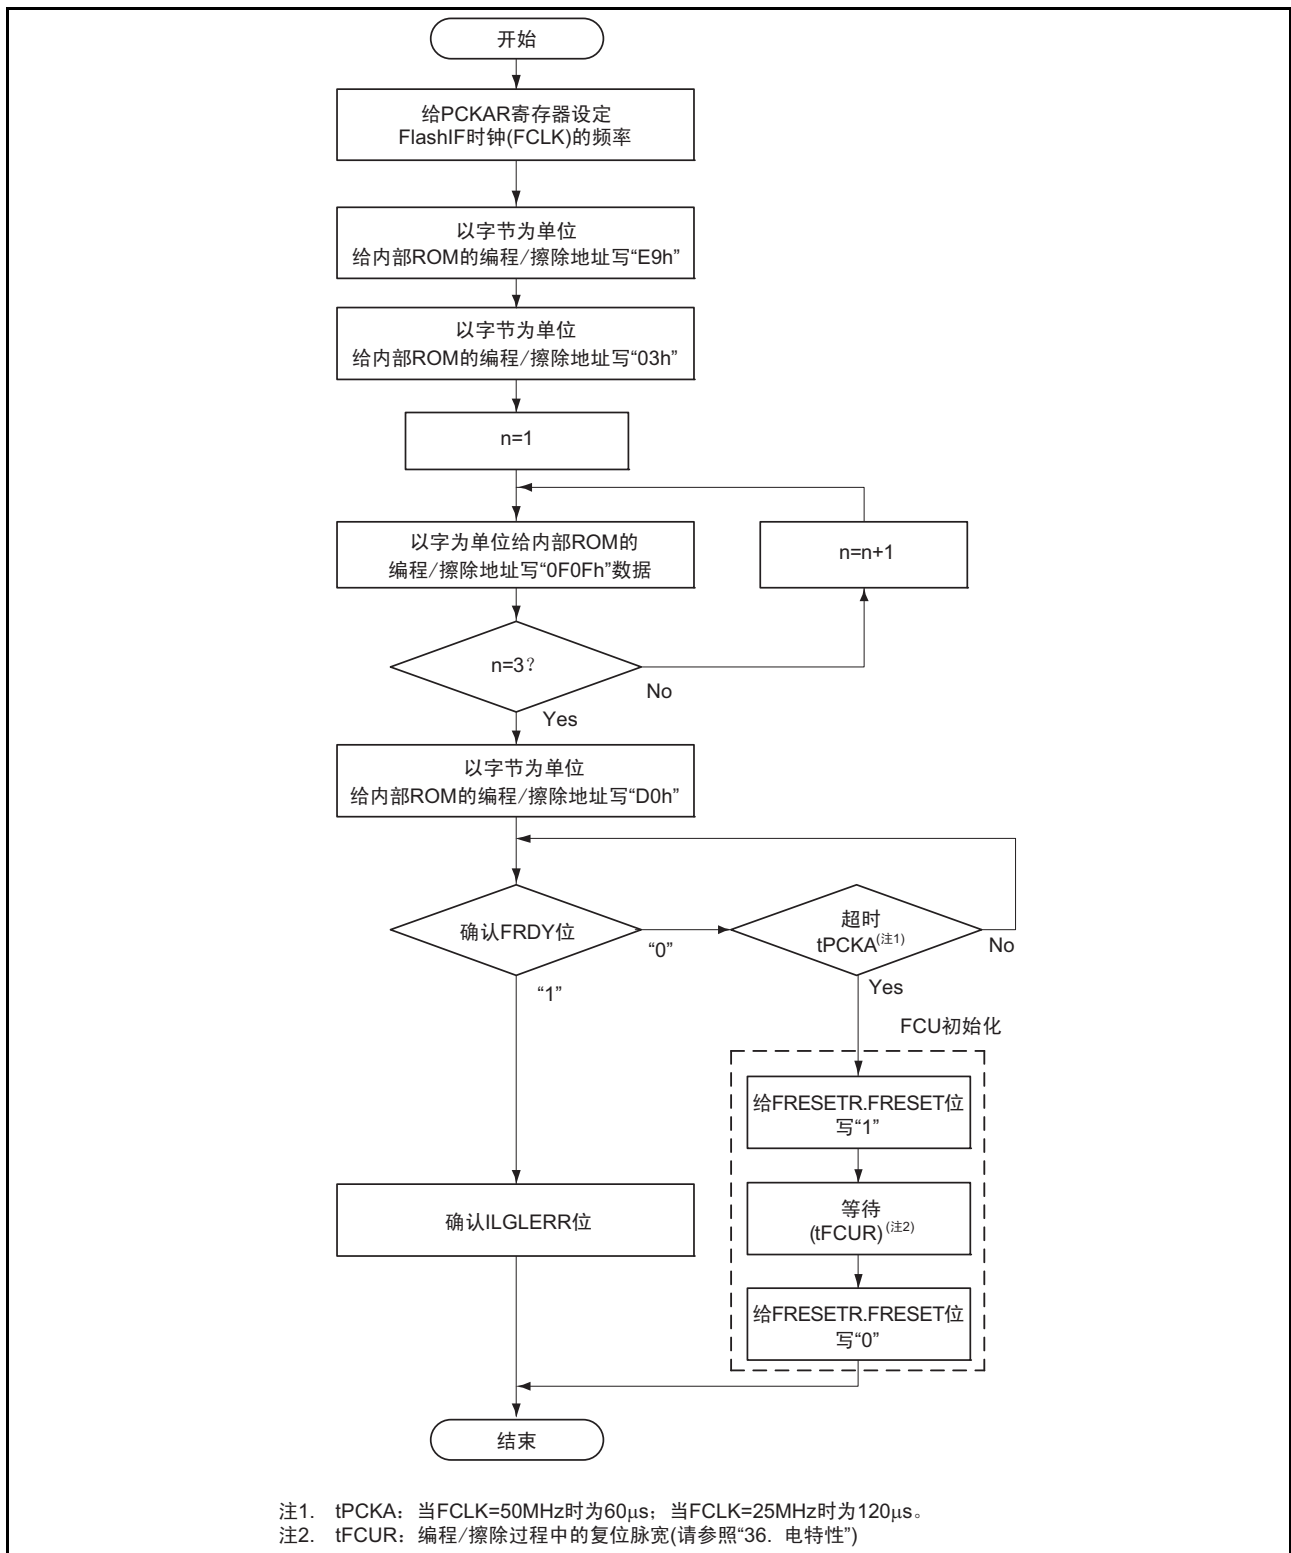 开始
给PCKAR寄存器设定
FlashIF时钟(FCLK)的频率
以字节为单位
给内部ROM的编程/擦除地址写“E9h”
以字节为单位
给内部ROM的编程/擦除地址写“03h”
n=1
以字为单位给内部ROM的
编程/擦除地址写“0F0Fh”数据
n=n+1
n=3?
No
Yes
以字节为单位
给内部ROM的编程/擦除地址写“D0h”
确认FRDY位
“0”
超时
tPCKA(注1)
No
“1”
Yes
FCU初始化
给FRESETR.FRESET位
写“1”
确认ILGLERR位
等待
(tFCUR)(注2)
给FRESETR.FRESET位
写“0”
结束
注1. tPCKA：当FCLK=50MHz时为60μs；当FCLK=25MHz时为120μs。
注2. tFCUR：编程/擦除过程中的复位脉宽(请参照“36. 电特性”)